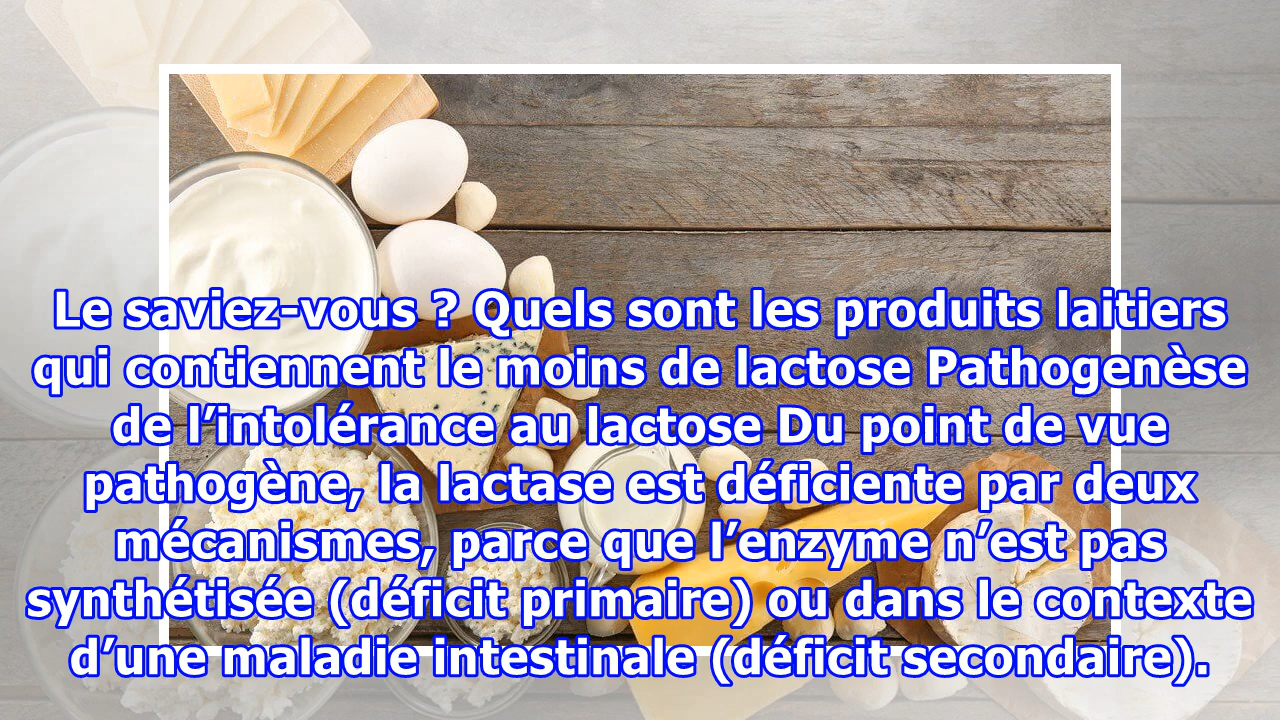 Le saviez-vous ? Quels sont les produits laitiers
qui contiennent le moins de lactose Pathogenèse
de l’intolérance au lactose Du point de vue
pathogène, la lactase est déficiente par deux
mécanismes, parce que l’enzyme n’est pas
synthétisée (déficit primaire) ou dans le contexte
d’une maladie intestinale (déficit secondaire).